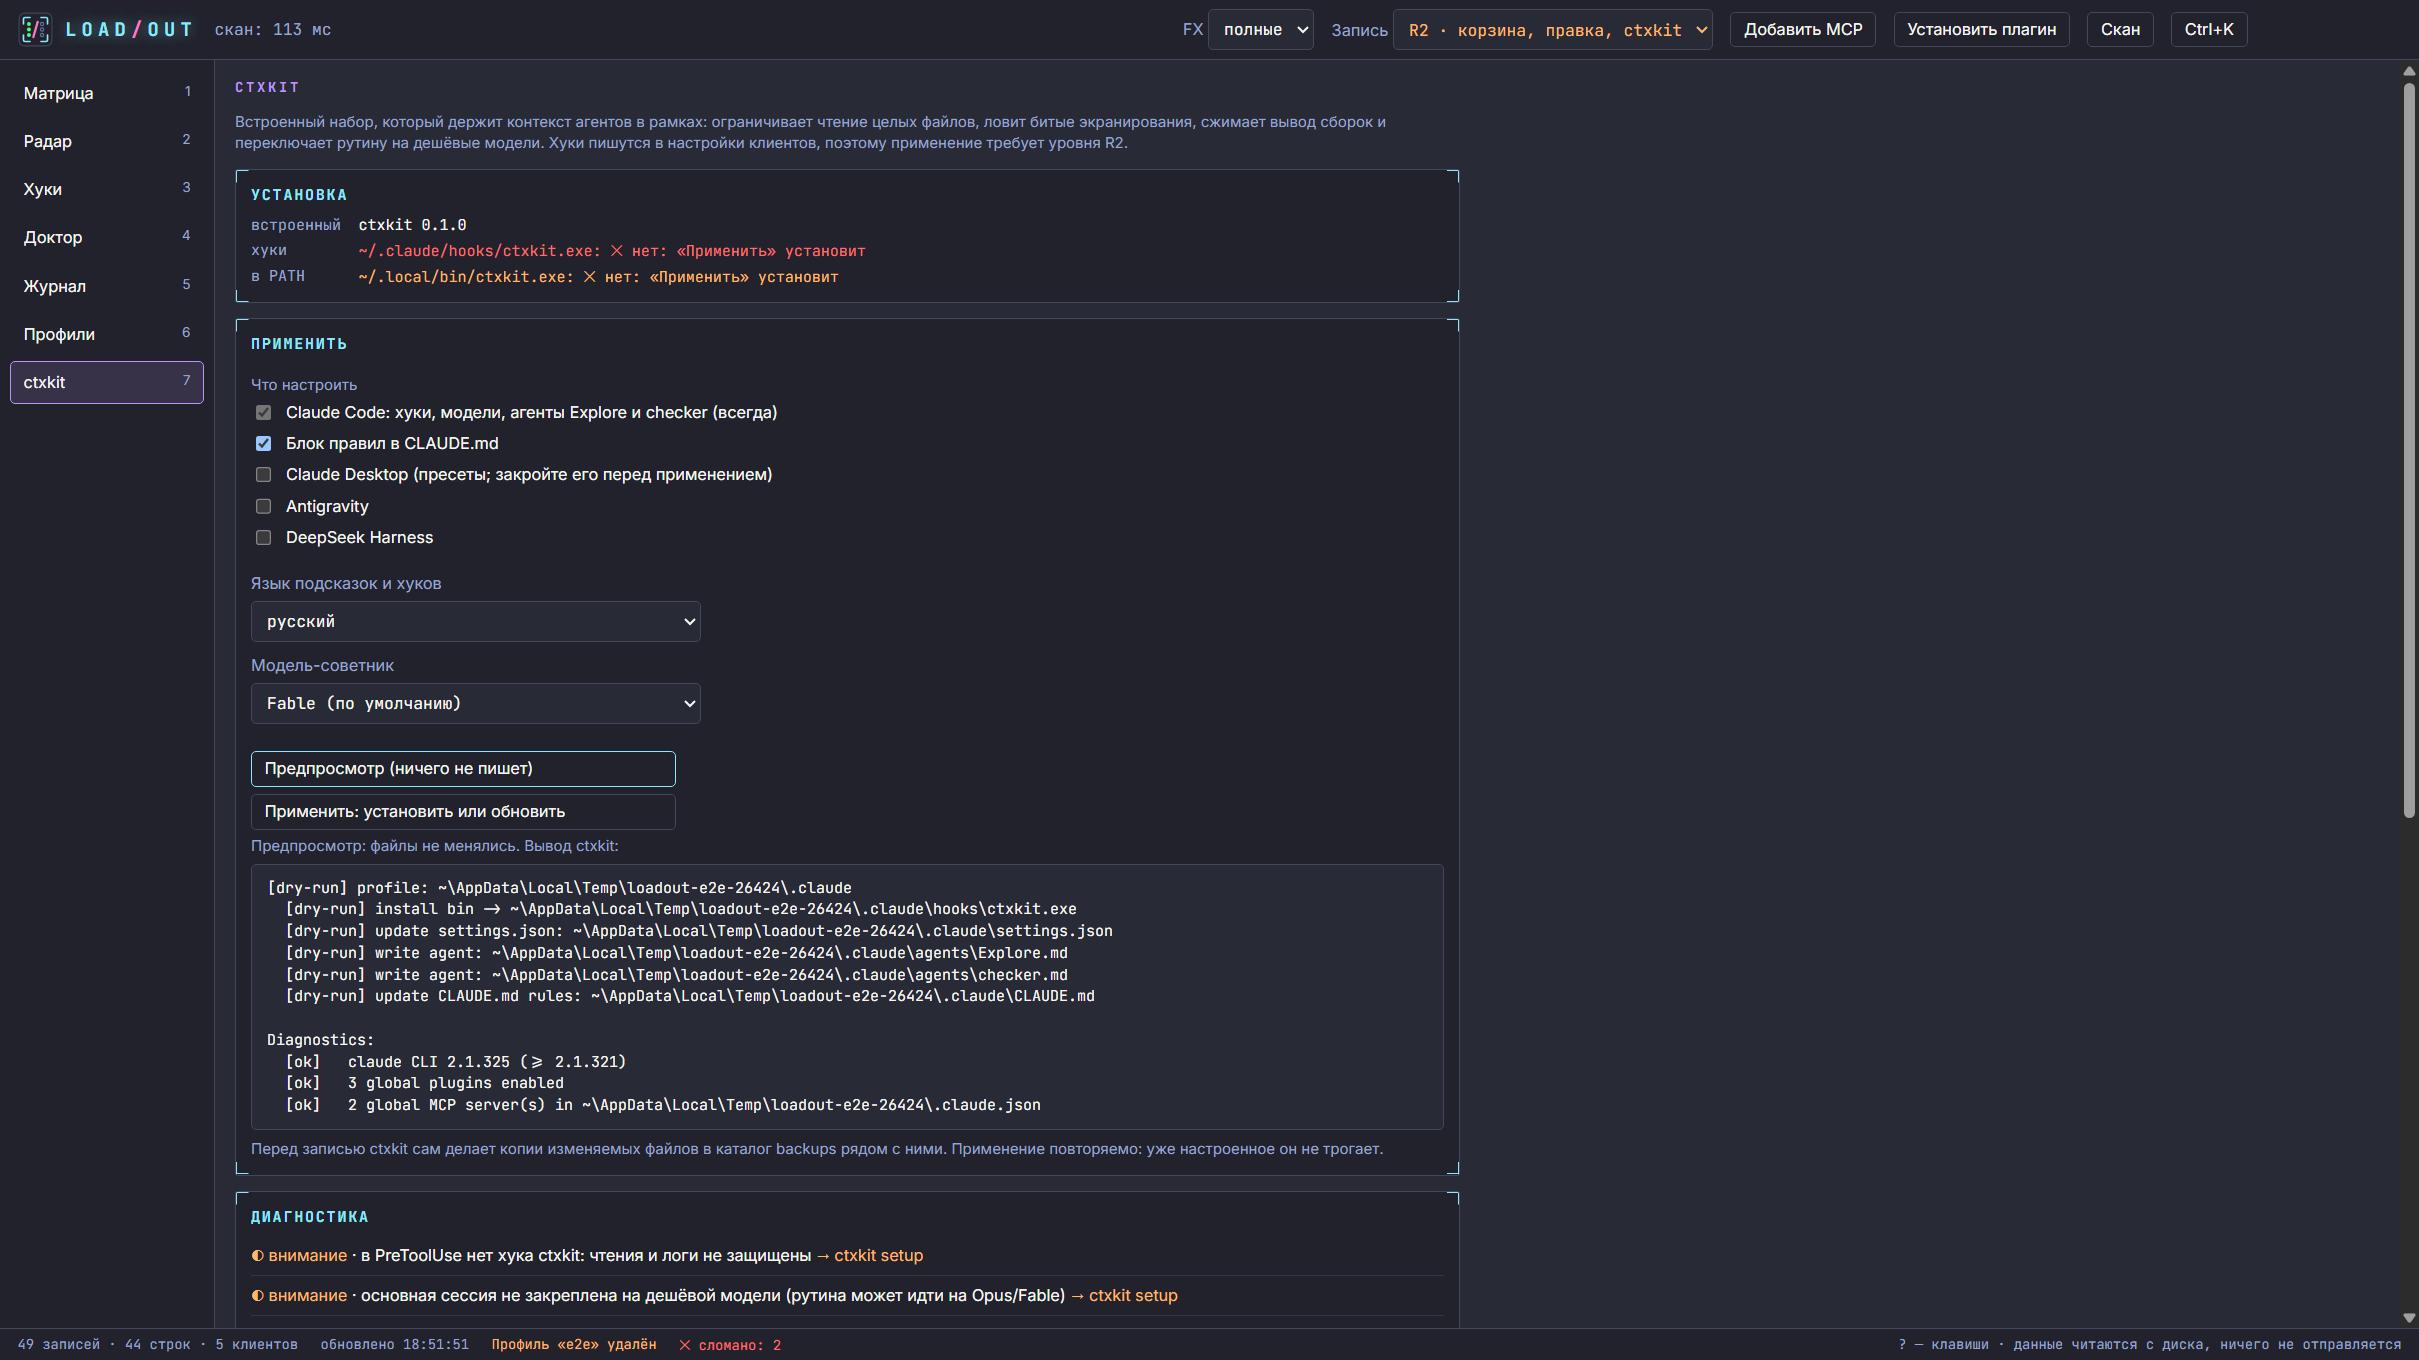 LOAD/OUT скан: 113 мс FX полные Запись R2 · корзина, правка, ctxkit Добавить MCP Установить плагин Скан Ctrl+K
Матрица 1
Радар 2
Хуки 3
Доктор 4
Журнал 5
Профили 6
ctxkit 7
CTXKIT
Встроенный набор, который держит контекст агентов в рамках: ограничивает чтение целых файлов, ловит битые экранирования, сжимает вывод сборок и
переключает рутину на дешёвые модели. Хуки пишутся в настройки клиентов, поэтому применение требует уровня R2.
УСТАНОВКА
встроенный ctxkit 0.1.0
хуки ~/.claude/hooks/ctxkit.exe: ✕ нет: «Применить» установит
в PATH ~/.local/bin/ctxkit.exe: ✕ нет: «Применить» установит
ПРИМЕНИТЬ
Что настроить
Claude Code: хуки, модели, агенты Explore и checker (всегда)
Блок правил в CLAUDE.md
Claude Desktop (пресеты; закройте его перед применением)
Antigravity
DeepSeek Harness
Язык подсказок и хуков
русский
Модель-советник
Fable (по умолчанию)
Предпросмотр (ничего не пишет)
Применить: установить или обновить
Предпросмотр: файлы не менялись. Вывод ctxkit:
[dry-run] profile: ~\AppData\Local\Temp\loadout-e2e-26424\.claude
[dry-run] install bin → ~\AppData\Local\Temp\loadout-e2e-26424\.claude\hooks\ctxkit.exe
[dry-run] update settings.json: ~\AppData\Local\Temp\loadout-e2e-26424\.claude\settings.json
[dry-run] write agent: ~\AppData\Local\Temp\loadout-e2e-26424\.claude\agents\Explore.md
[dry-run] write agent: ~\AppData\Local\Temp\loadout-e2e-26424\.claude\agents\checker.md
[dry-run] update CLAUDE.md rules: ~\AppData\Local\Temp\loadout-e2e-26424\.claude\CLAUDE.md
Diagnostics:
[ok] claude CLI 2.1.325 (⩾ 2.1.321)
[ok] 3 global plugins enabled
[ok] 2 global MCP server(s) in ~\AppData\Local\Temp\loadout-e2e-26424\.claude.json
Перед записью ctxkit сам делает копии изменяемых файлов в каталог backups рядом с ними. Применение повторяемо: уже настроенное он не трогает.
ДИАГНОСТИКА
◐ внимание · в PreToolUse нет хука ctxkit: чтения и логи не защищены → ctxkit setup
◐ внимание · основная сессия не закреплена на дешёвой модели (рутина может идти на Opus/Fable) → ctxkit setup
49 записей · 44 строк · 5 клиентов обновлено 18:51:51 Профиль «e2e» удалён ✕ сломано: 2 ? — клавиши · данные читаются с диска, ничего не отправляется